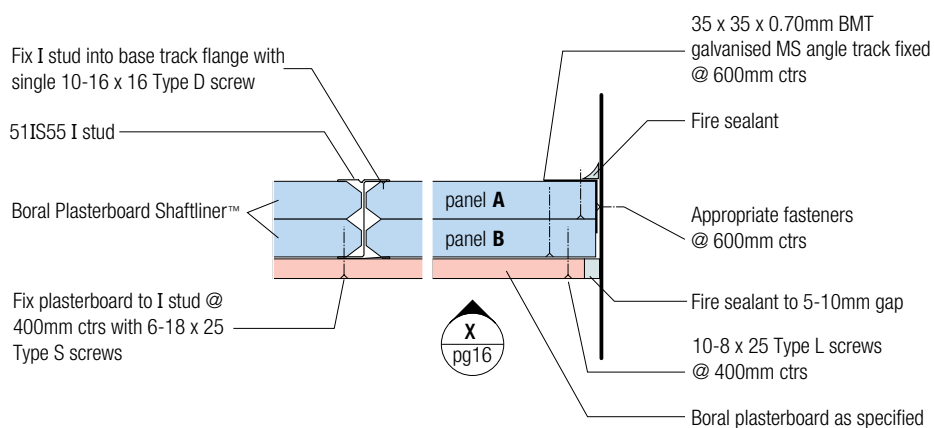 Fix I stud into base track flange with
single 10-16 x 16 Type D screw
51IS55 I stud
Boral Plasterboard Shaftliner™
Fix plasterboard to I stud @
400mm ctrs with 6-18 x 25
Type S screws
panel A
panel B
X
pg16
35 x 35 x 0.70mm BMT
galvanised MS angle track fixed
@ 600mm ctrs
Fire sealant
Appropriate fasteners
@ 600mm ctrs
Fire sealant to 5-10mm gap
10-8 x 25 Type L screws
@ 400mm ctrs
Boral plasterboard as specified